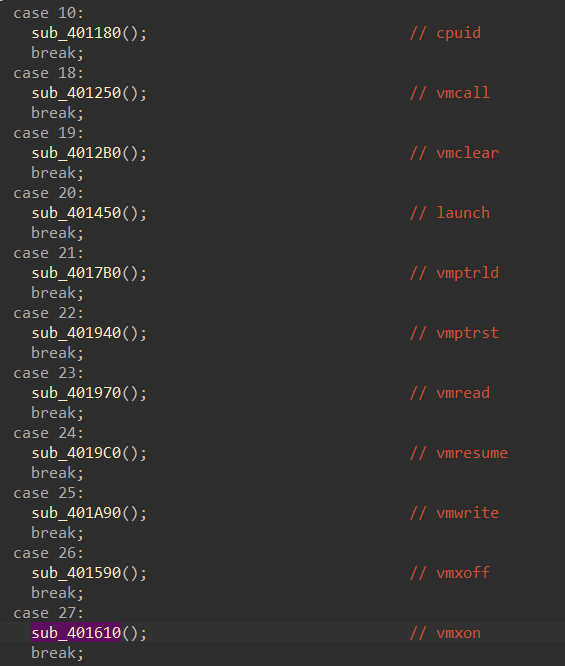 case 10:
  sub_401180();                             // cpuid
  break;
case 18:
  sub_401250();                             // vmcall
  break;
case 19:
  sub_4012B0();                             // vmclear
  break;
case 20:
  sub_401450();                             // launch
  break;
case 21:
  sub_4017B0();                             // vmptrld
  break;
case 22:
  sub_401940();                             // vmptrst
  break;
case 23:
  sub_401970();                             // vmread
  break;
case 24:
  sub_4019C0();                             // vmresume
  break;
case 25:
  sub_401A90();                             // vmwrite
  break;
case 26:
  sub_401590();                             // vmxoff
  break;
case 27:
  sub_401610();                             // vmxon
  break;